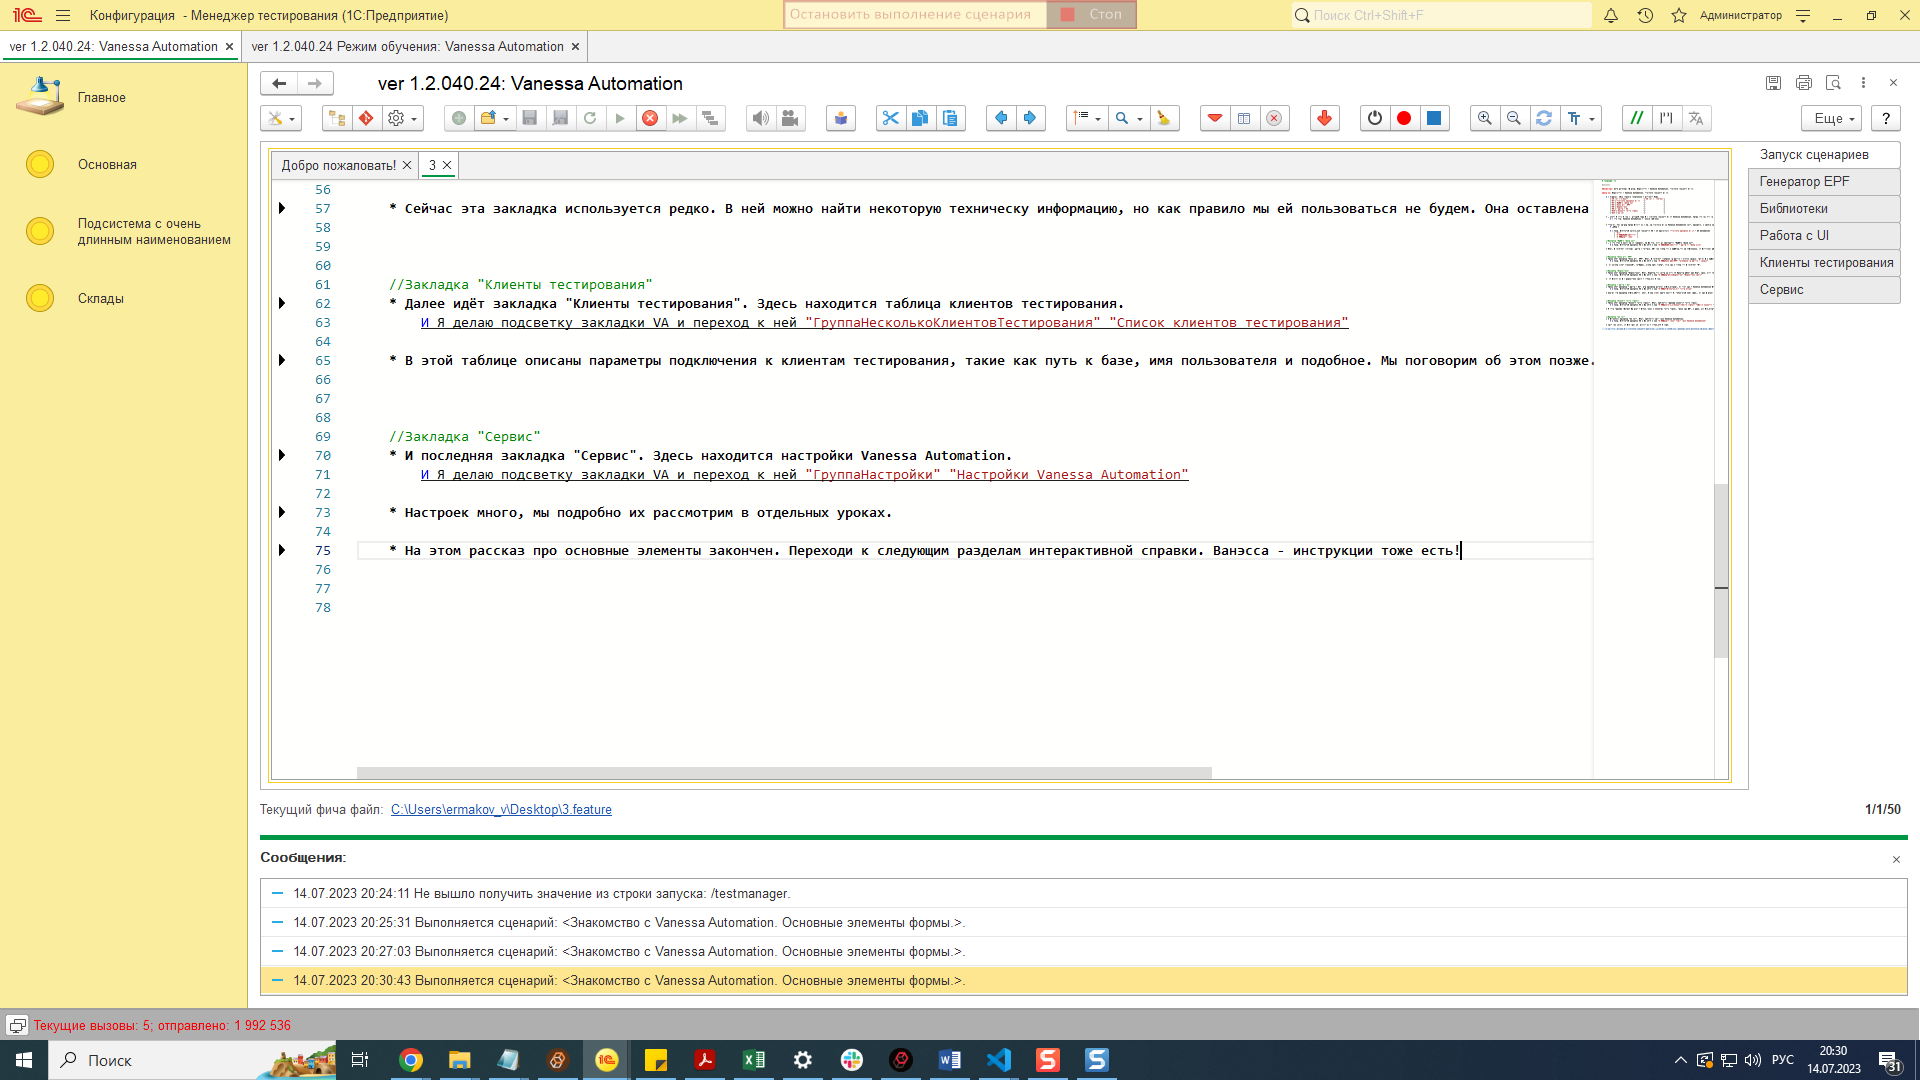 Конфигурация - Менеджер тестирования (1С:Предприятие)
Остановить выполнение сценария
Стоп
Поиск Ctrl+Shift+F
Администратор
ver 1.2.040.24: Vanessa Automation
ver 1.2.040.24 Режим обучения: Vanessa Automation
Главное
Основная
Подсистема с очень
длинным наименованием
Склады
ver 1.2.040.24: Vanessa Automation
Еще
?
Добро пожаловать!
3
Запуск сценариев
Генератор EPF
Библиотеки
Работа с UI
Клиенты тестирования
Сервис
56
57 * Сейчас эта закладка используется редко. В ней можно найти некоторую техническу информацию, но как правило мы ей пользоваться не будем. Она оставлена
58
59
60
61 //Закладка "Клиенты тестирования"
62 * Далее идёт закладка "Клиенты тестирования". Здесь находится таблица клиентов тестирования.
63 И Я делаю подсветку закладки VA и переход к ней "ГруппаНесколькоКлиентовТестирования" "Список клиентов тестирования"
64
65 * В этой таблице описаны параметры подключения к клиентам тестирования, такие как путь к базе, имя пользователя и подобное. Мы поговорим об этом позже.
66
67
68
69 //Закладка "Сервис"
70 * И последняя закладка "Сервис". Здесь находится настройки Vanessa Automation.
71 И Я делаю подсветку закладки VA и переход к ней "ГруппаНастройки" "Настройки Vanessa Automation"
72
73 * Настроек много, мы подробно их рассмотрим в отдельных уроках.
74
75 * На этом рассказ про основные элементы закончен. Переходи к следующим разделам интерактивной справки. Ванэсса - инструкции тоже есть!
76
77
78
Текущий фича файл: C:\Users\ermakov_v\Desktop\3.feature
1/1/50
Сообщения:
14.07.2023 20:24:11 Не вышло получить значение из строки запуска: /testmanager.
14.07.2023 20:25:31 Выполняется сценарий: <Знакомство с Vanessa Automation. Основные элементы формы.>.
14.07.2023 20:27:03 Выполняется сценарий: <Знакомство с Vanessa Automation. Основные элементы формы.>.
14.07.2023 20:30:43 Выполняется сценарий: <Знакомство с Vanessa Automation. Основные элементы формы.>.
Текущие вызовы: 5; отправлено: 1 992 536
Поиск
РУС
20:30
14.07.2023
31